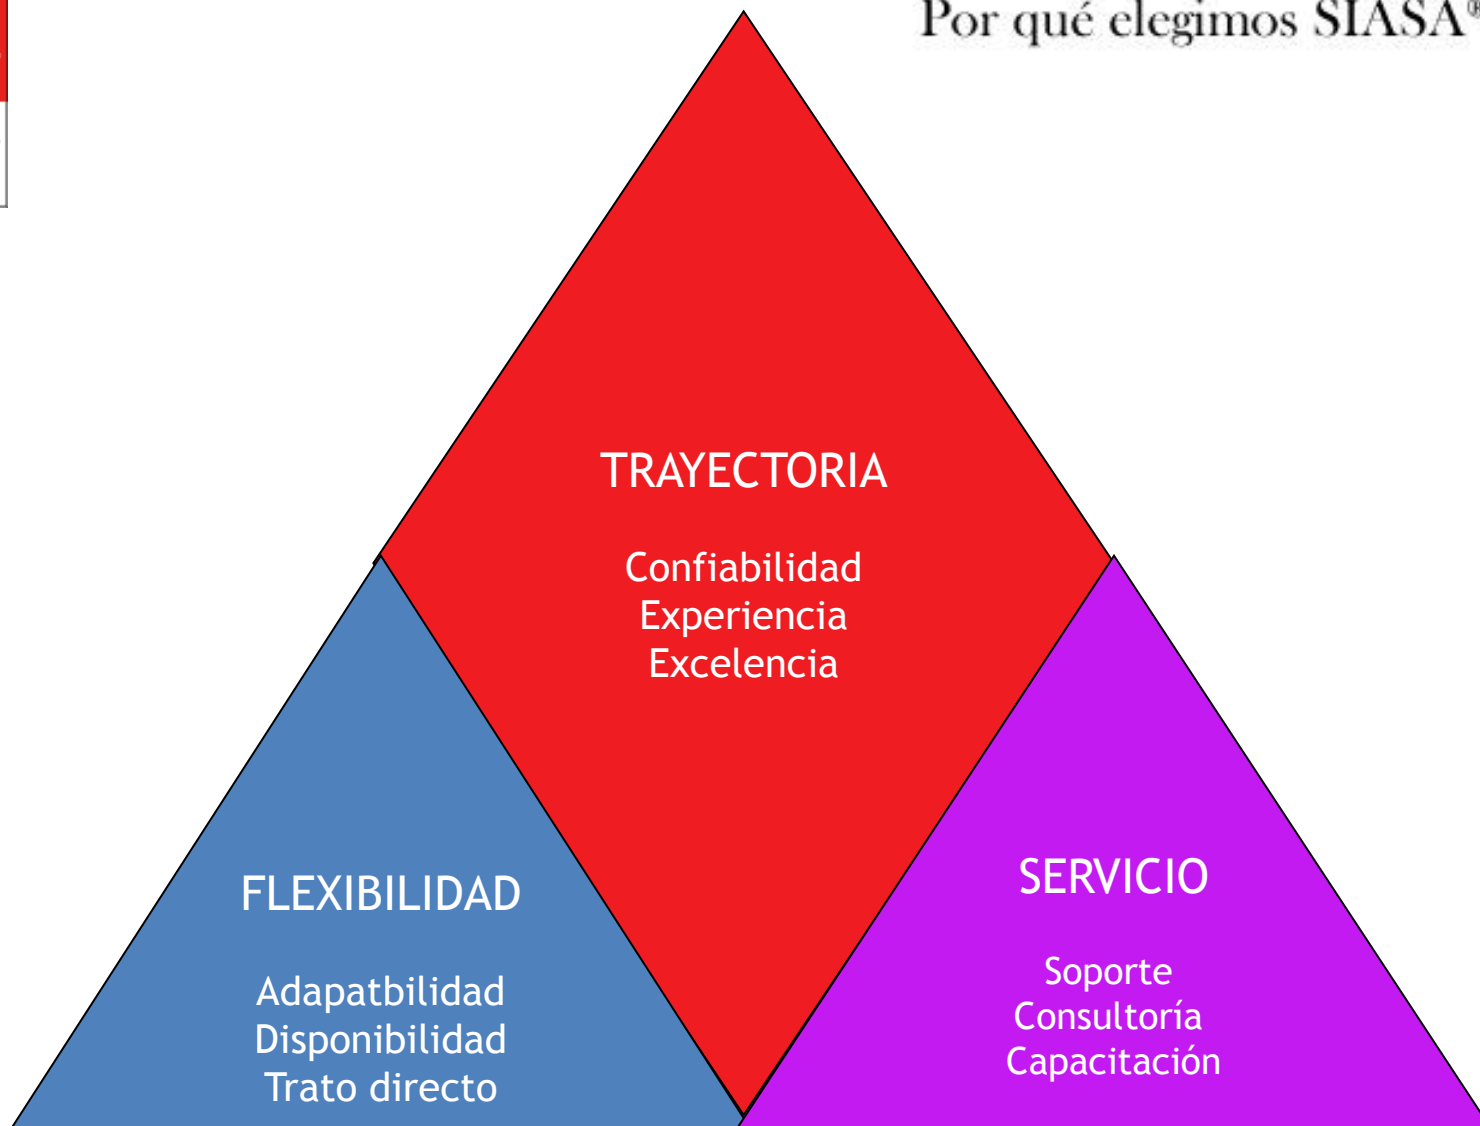 Por qué elegimos SIASA®
TRAYECTORIA
Confiabilidad
Experiencia
Excelencia
FLEXIBILIDAD
Adapatbilidad
Disponibilidad
Trato directo
SERVICIO
Soporte
Consultoría
Capacitación